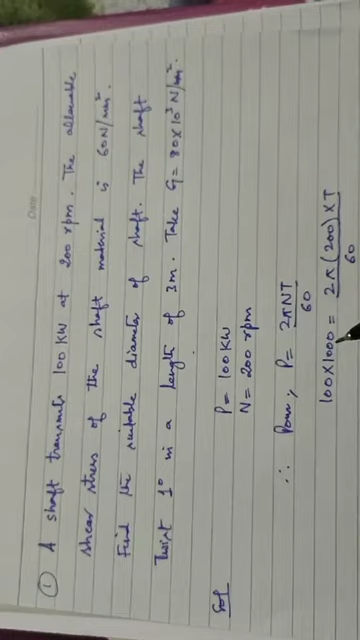 Date
① A shaft transmits 100 KW at 200 rpm. The allowable
shear stress of the shaft material is 60 N/mm².
Find the suitable diameter of shaft. The shaft
Twist 1° in a length of 3m. Take G = 80 X 10³ N/mm².
Sol
P = 100 KW
N = 200 rpm
∴ Power, P = 2πNT / 60
100 X 1000 = 2π (200) X T / 60